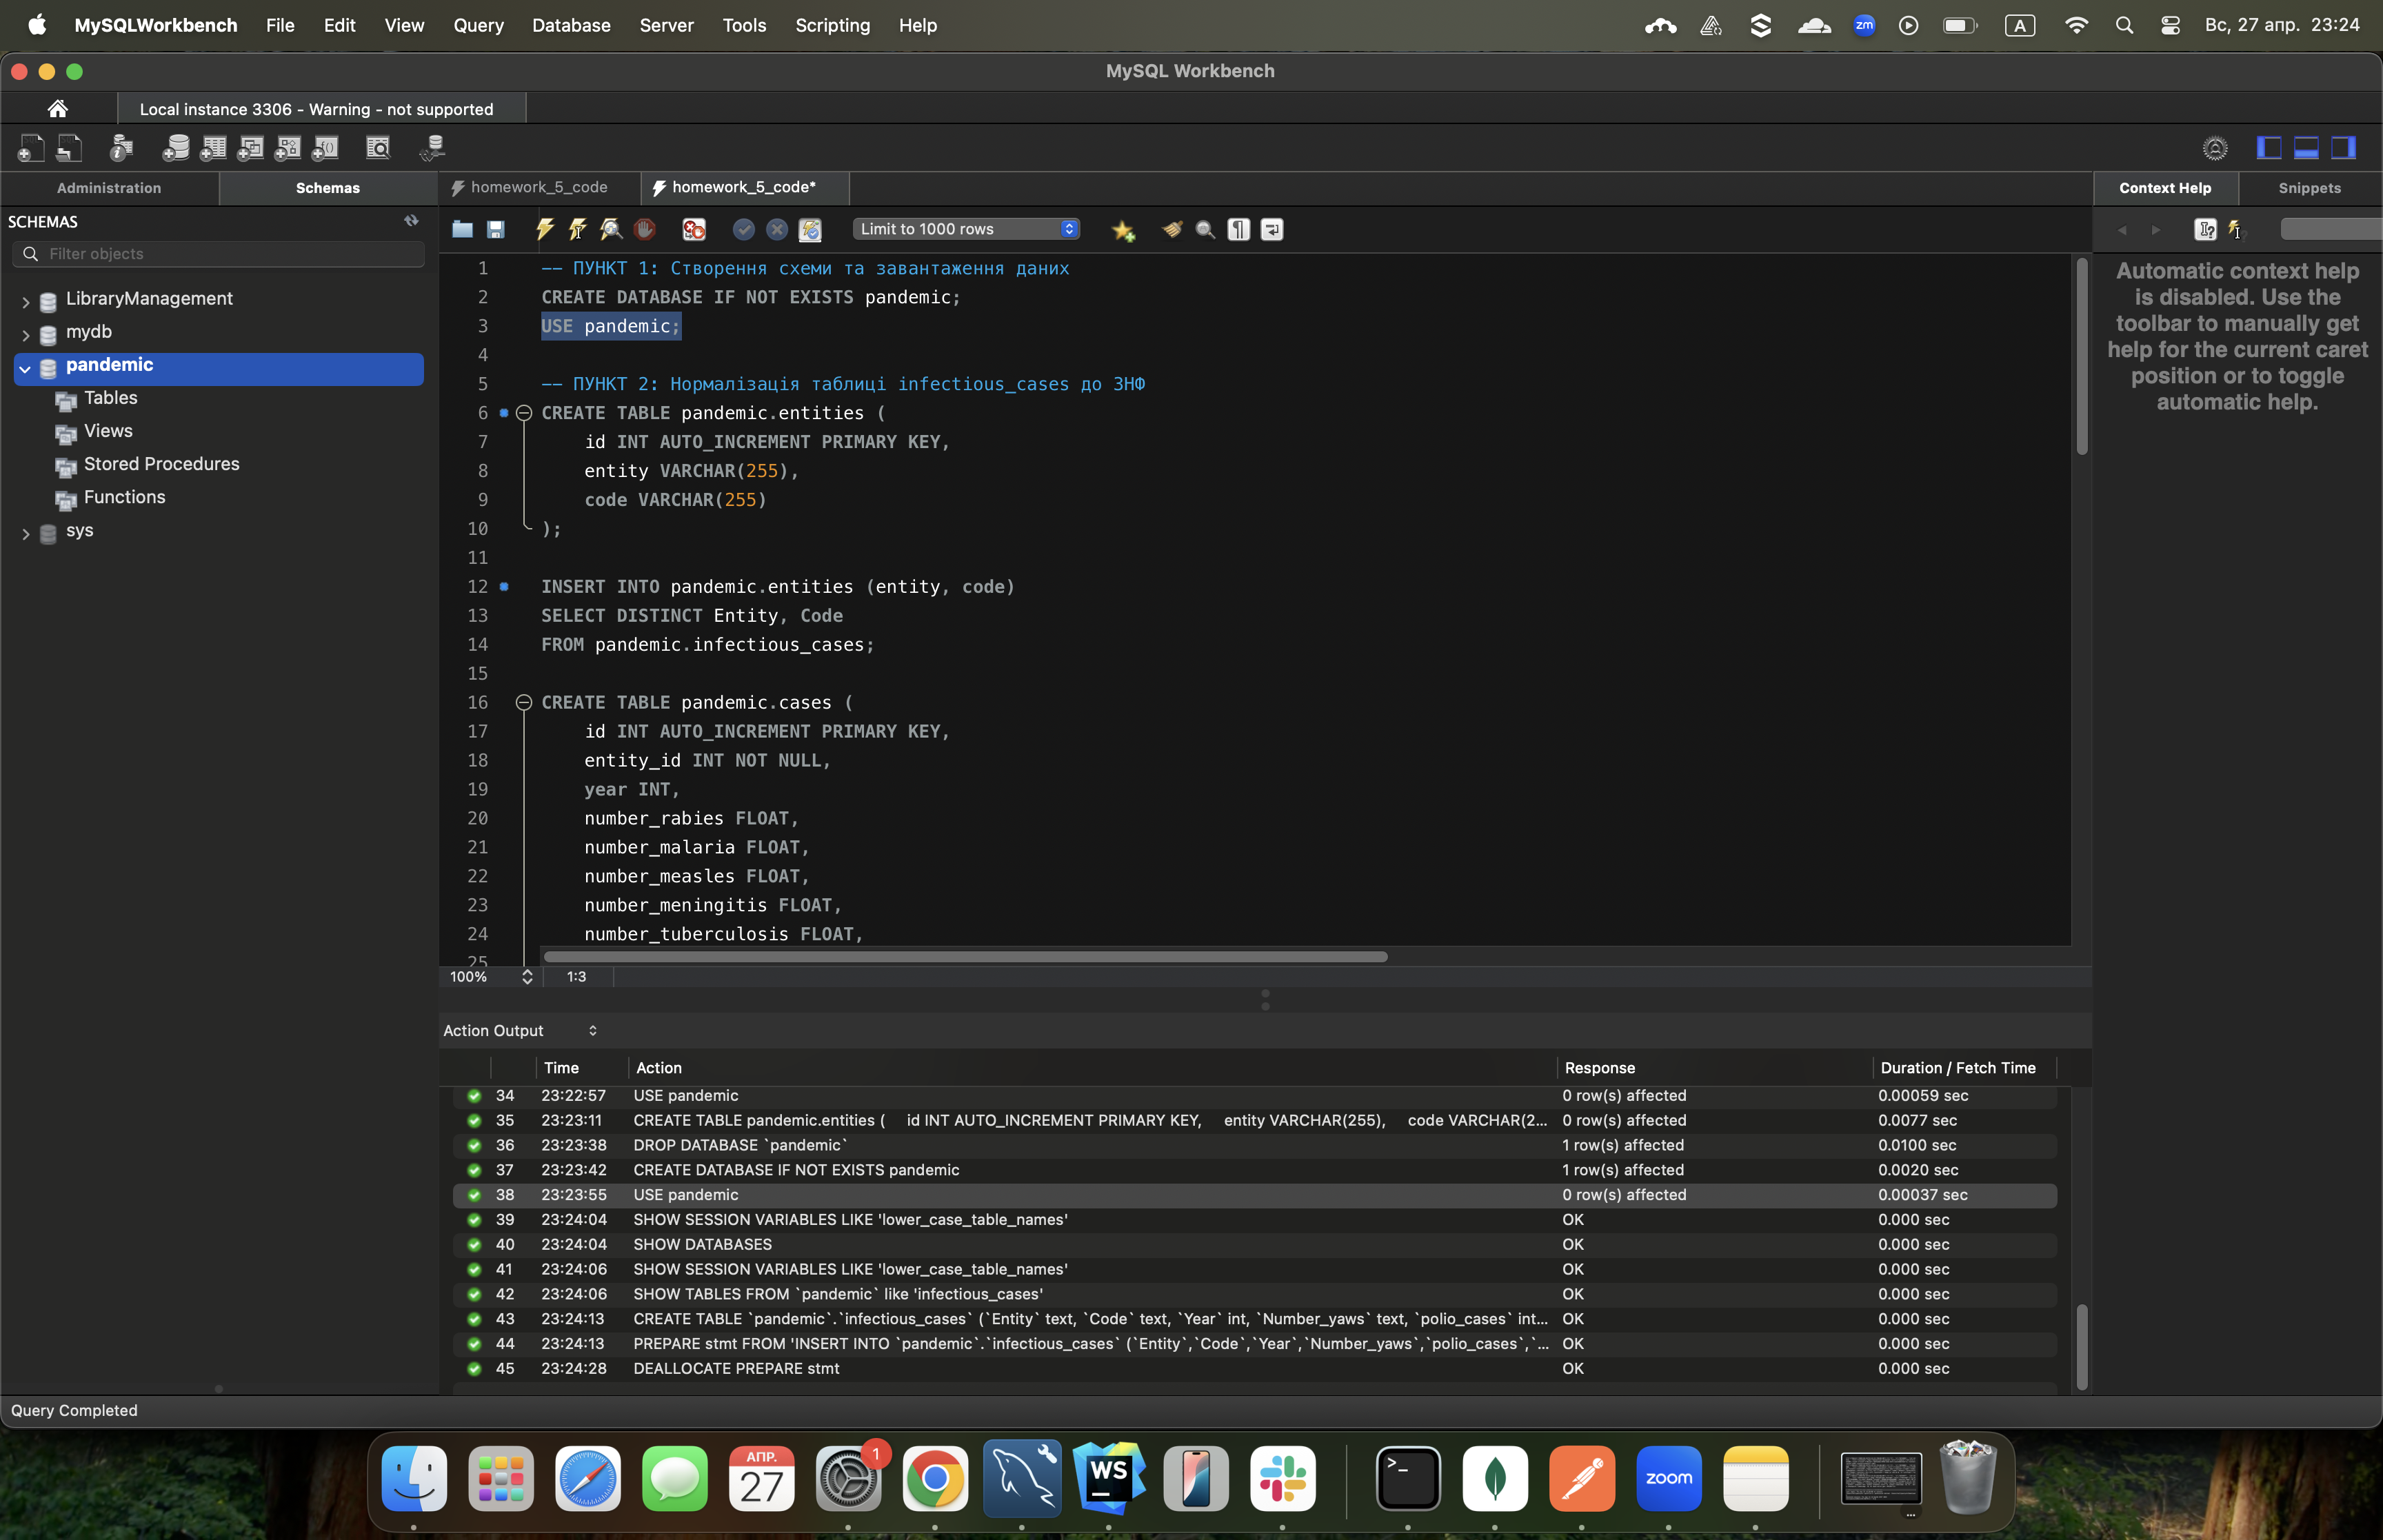 MySQLWorkbench File Edit View Query Database Server Tools Scripting Help zm A Вс, 27 апр. 23:24
MySQL Workbench
Local instance 3306 - Warning - not supported
Administration Schemas homework_5_code homework_5_code* Context Help Snippets
SCHEMAS
Limit to 1000 rows
Filter objects
LibraryManagement
mydb
pandemic
Tables
Views
Stored Procedures
Functions
sys
1 -- ПУНКТ 1: Створення схеми та завантаження даних
2 CREATE DATABASE IF NOT EXISTS pandemic;
3 USE pandemic;
4
5 -- ПУНКТ 2: Нормалізація таблиці infectious_cases до 3НФ
6 CREATE TABLE pandemic.entities (
7 id INT AUTO_INCREMENT PRIMARY KEY,
8 entity VARCHAR(255),
9 code VARCHAR(255)
10 );
11
12 INSERT INTO pandemic.entities (entity, code)
13 SELECT DISTINCT Entity, Code
14 FROM pandemic.infectious_cases;
15
16 CREATE TABLE pandemic.cases (
17 id INT AUTO_INCREMENT PRIMARY KEY,
18 entity_id INT NOT NULL,
19 year INT,
20 number_rabies FLOAT,
21 number_malaria FLOAT,
22 number_measles FLOAT,
23 number_meningitis FLOAT,
24 number_tuberculosis FLOAT,
25
Automatic context help
is disabled. Use the
toolbar to manually get
help for the current caret
position or to toggle
automatic help.
100% 1:3
Action Output
Time Action Response Duration / Fetch Time
34 23:22:57 USE pandemic 0 row(s) affected 0.00059 sec
35 23:23:11 CREATE TABLE pandemic.entities ( id INT AUTO_INCREMENT PRIMARY KEY, entity VARCHAR(255), code VARCHAR(2... 0 row(s) affected 0.0077 sec
36 23:23:38 DROP DATABASE `pandemic` 1 row(s) affected 0.0100 sec
37 23:23:42 CREATE DATABASE IF NOT EXISTS pandemic 1 row(s) affected 0.0020 sec
38 23:23:55 USE pandemic 0 row(s) affected 0.00037 sec
39 23:24:04 SHOW SESSION VARIABLES LIKE 'lower_case_table_names' OK 0.000 sec
40 23:24:04 SHOW DATABASES OK 0.000 sec
41 23:24:06 SHOW SESSION VARIABLES LIKE 'lower_case_table_names' OK 0.000 sec
42 23:24:06 SHOW TABLES FROM `pandemic` like 'infectious_cases' OK 0.000 sec
43 23:24:13 CREATE TABLE `pandemic`.`infectious_cases` (`Entity` text, `Code` text, `Year` int, `Number_yaws` text, `polio_cases` int... OK 0.000 sec
44 23:24:13 PREPARE stmt FROM 'INSERT INTO `pandemic`.`infectious_cases` (`Entity`,`Code`,`Year`,`Number_yaws`,`polio_cases`,`... OK 0.000 sec
45 23:24:28 DEALLOCATE PREPARE stmt OK 0.000 sec
Query Completed
АПР.
27
1
WS
zoom